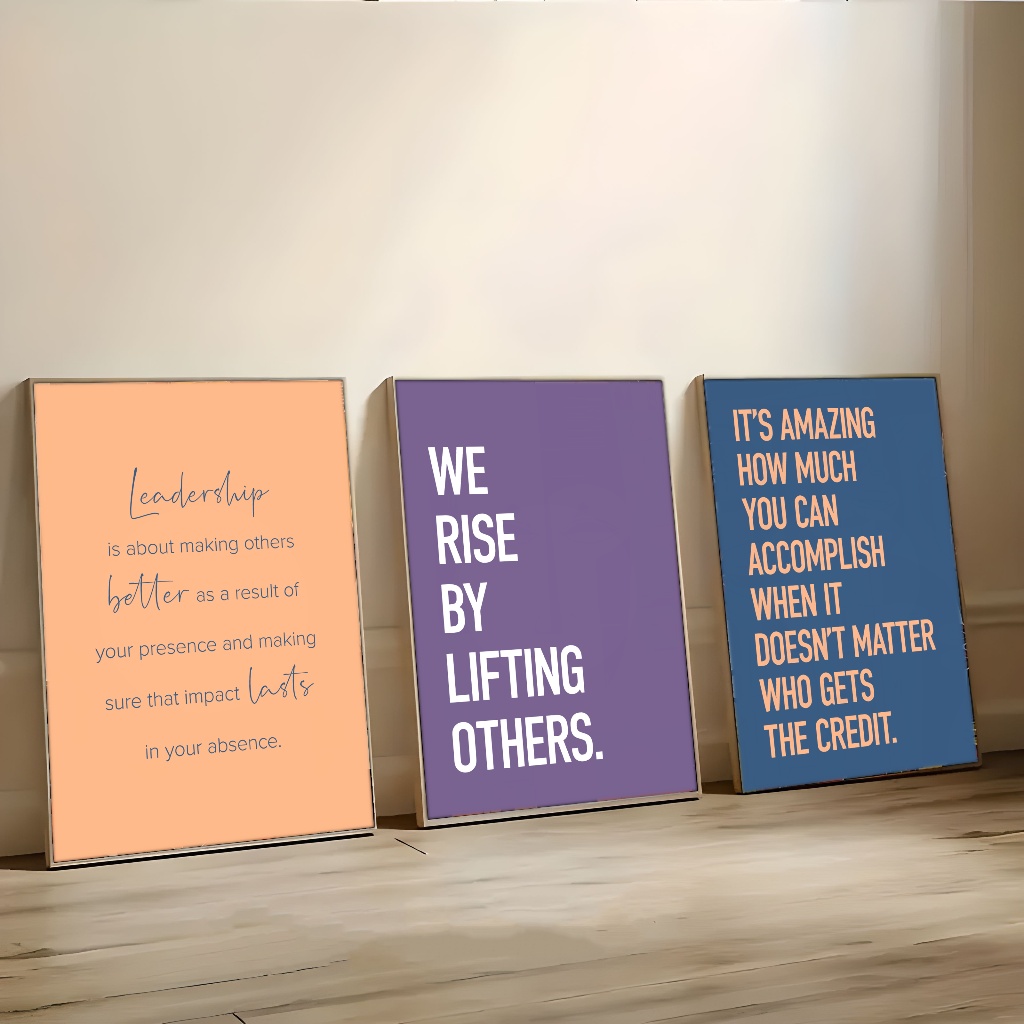 Leadership
is about making others
better as a result of
your presence and making
sure that impact lasts
in your absence.
WE
RISE
BY
LIFTING
OTHERS.
IT'S AMAZING
HOW MUCH
YOU CAN
ACCOMPLISH
WHEN IT
DOESN'T MATTER
WHO GETS
THE CREDIT.